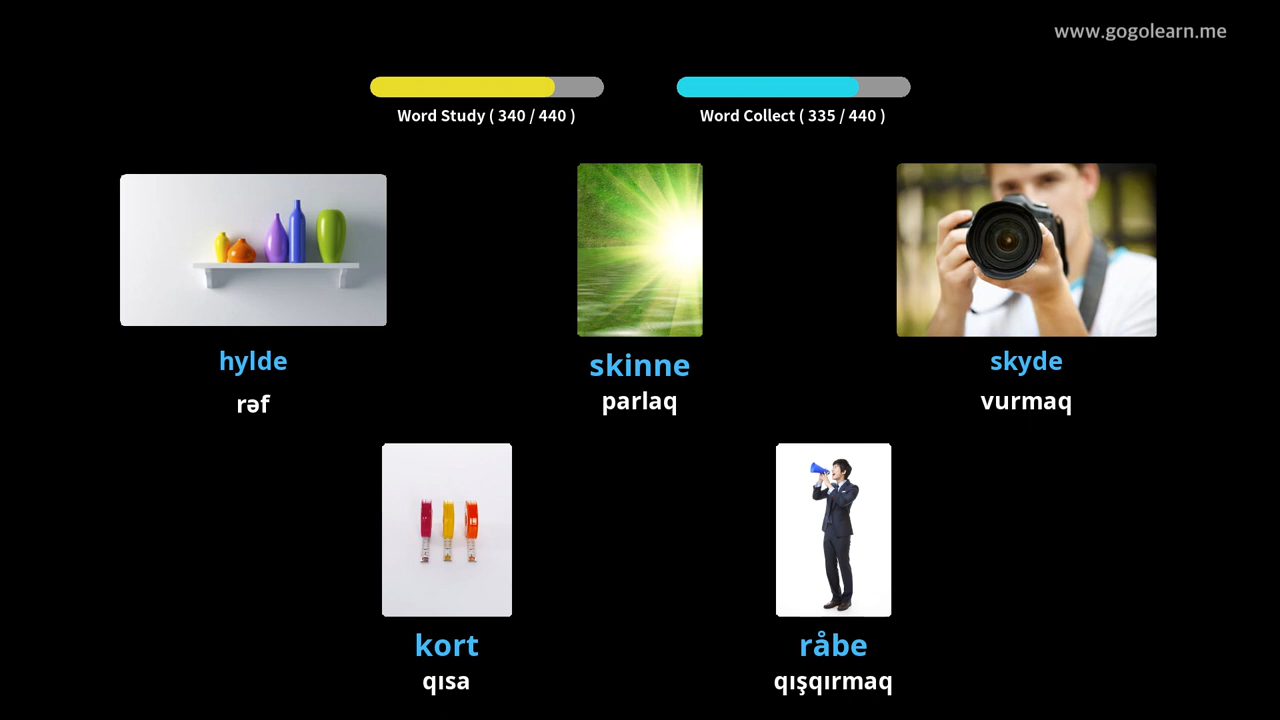 www.gogolearn.me
Word Study ( 340 / 440 )
Word Collect ( 335 / 440 )
hylde
rəf
skinne
parlaq
skyde
vurmaq
kort
qısa
råbe
qışqırmaq